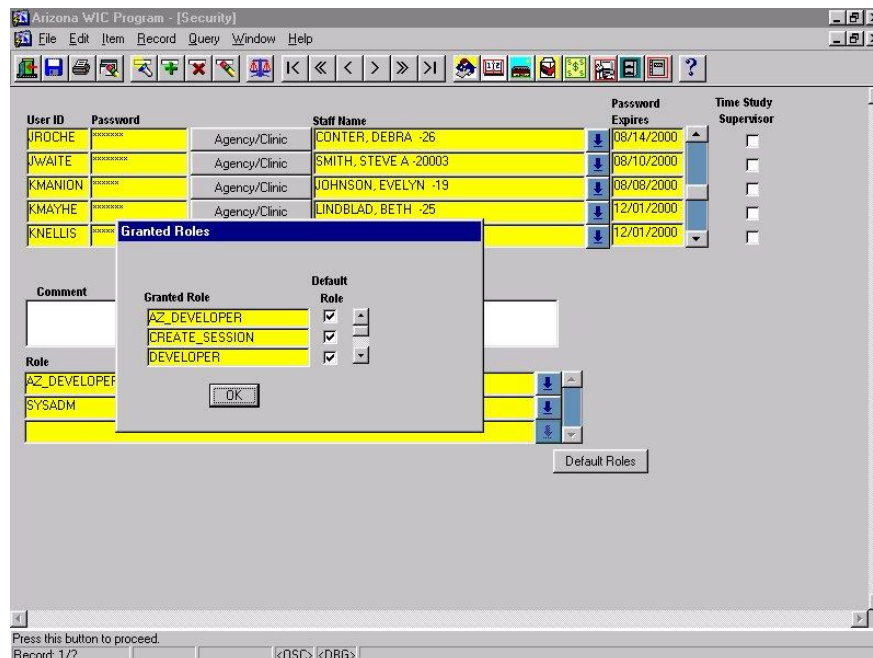 Arizona WIC Program - [Security]
File Edit Item Record Query Window Help
Password Time Study
User ID Password Staff Name Expires Supervisor
JROCHE ******* Agency/Clinic CONTER, DEBRA -26 08/14/2000
JWAITE ******** Agency/Clinic SMITH, STEVE A -20003 08/10/2000
KMANION ****** Agency/Clinic JOHNSON, EVELYN -19 08/08/2000
KMAYHE ******** Agency/Clinic LINDBLAD, BETH -25 12/01/2000
KNELLIS 12/01/2000
Granted Roles
Default
Comment Granted Role Role
AZ_DEVELOPER
CREATE_SESSION
DEVELOPER
OK
Role
AZ_DEVELOPER
SYSADM
Default Roles
Press this button to proceed.
Record: 1/? <OSC> <DBG>